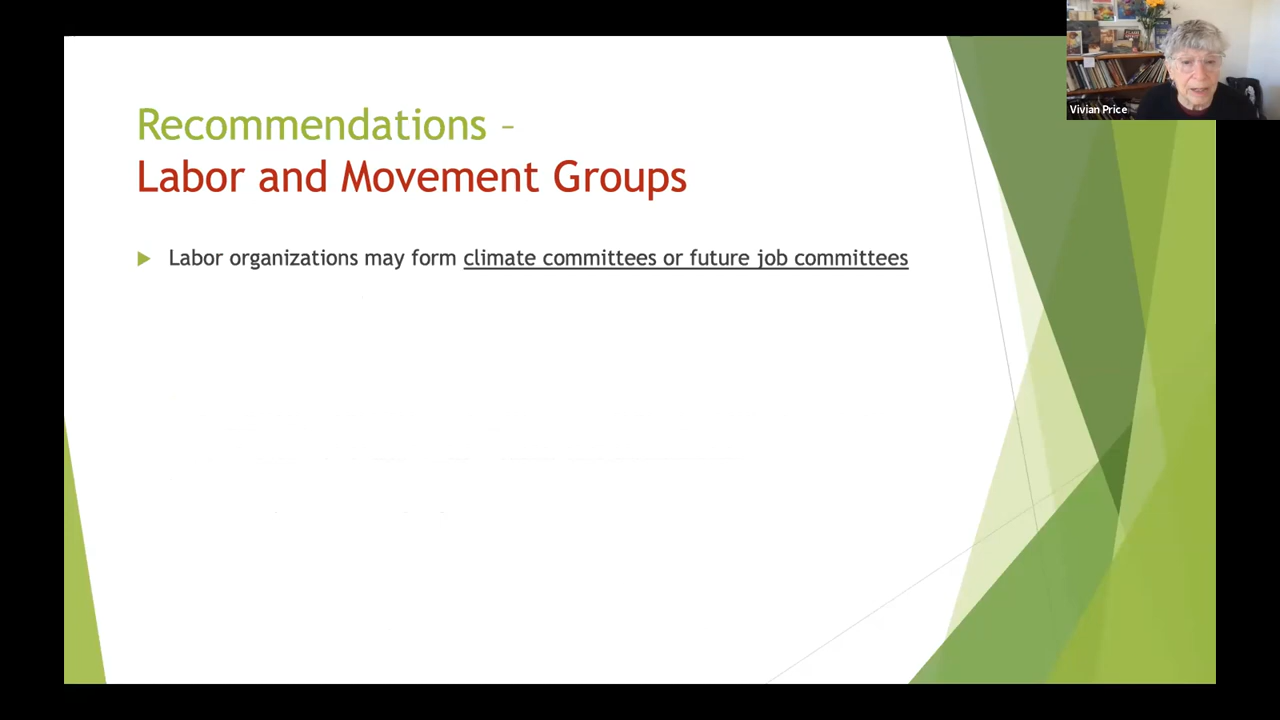 Recommendations –
Labor and Movement Groups
Labor organizations may form climate committees or future job committees
Vivian Price